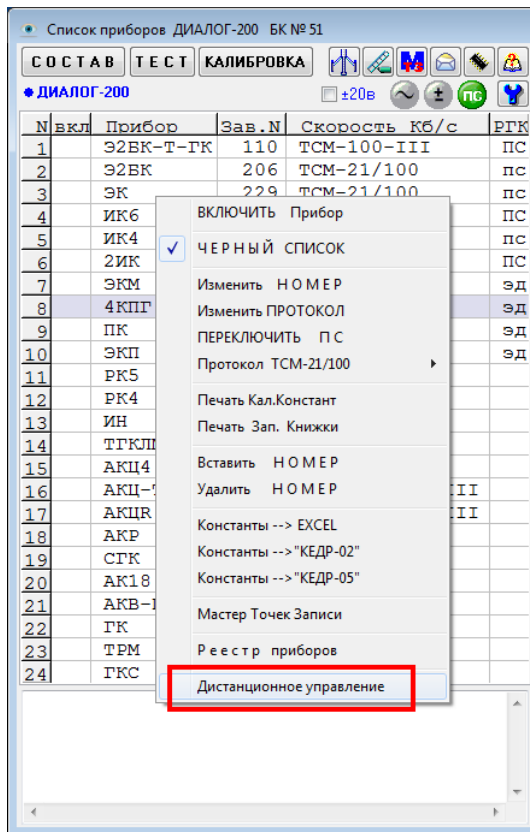 Список приборов ДИАЛОГ-200 БК № 51
СОСТАВ ТЕСТ КАЛИБРОВКА
ДИАЛОГ-200 ±20в ± ПС
N вкл Прибор Зав.N Скорость Кб/с РГК
1 Э2ВК-Т-ГК 110 ТСМ-100-III ПС
2 Э2ВК 206 ТСМ-21/100 пс
3 ЭК 229 ТСМ-21/100 пс
4 ИК6 ПС
5 ИК4 пс
6 2ИК ПС
7 ЭКМ эд
8 4КПГ эд
9 ПК эд
10 ЭКП эд
11 РК5
12 РК4
13 ИН
14
15 АКЦ4
16 III
17 АКЦR III
18 АКР
19 СГК
20 АК18
21
22 ГК
23 ТРМ
24 ГКС
ВКЛЮЧИТЬ Прибор
ЧЕРНЫЙ СПИСОК
Изменить НОМЕР
Изменить ПРОТОКОЛ
ПЕРЕКЛЮЧИТЬ ПС
Протокол ТСМ-21/100
Печать Кал.Констант
Печать Зап. Книжки
Вставить НОМЕР
Удалить НОМЕР
Константы --> EXCEL
Константы -->"КЕДР-02"
Константы -->"КЕДР-05"
Мастер Точек Записи
Реестр приборов
Дистанционное управление